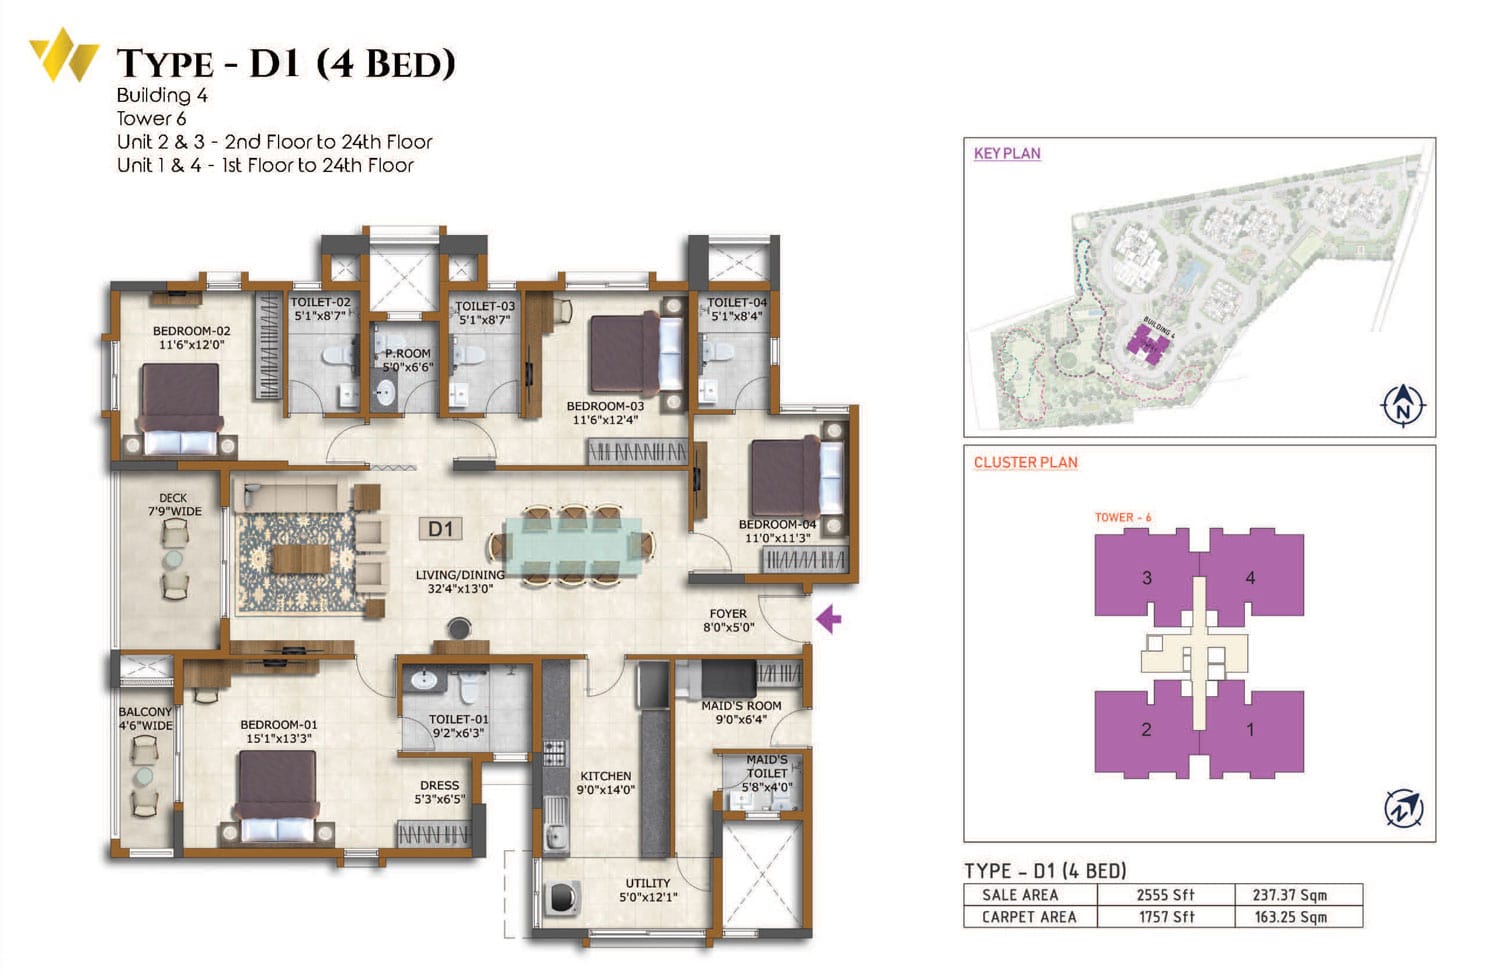 TYPE - D1 (4 BED)
Building 4
Tower 6
Unit 2 & 3 - 2nd Floor to 24th Floor
Unit 1 & 4 - 1st Floor to 24th Floor
TOILET-02
5'1"x8'7"
TOILET-03
5'1"x8'7"
TOILET-04
5'1"x8'4"
BEDROOM-02
11'6"x12'0"
P.ROOM
5'0"x6'6"
BEDROOM-03
11'6"x12'4"
DECK
7'9"WIDE
D1
BEDROOM-04
11'0"x11'3"
LIVING/DINING
32'4"x13'0"
FOYER
8'0"x5'0"
BALCONY
4'6"WIDE
BEDROOM-01
15'1"x13'3"
TOILET-01
9'2"x6'3"
MAID'S ROOM
9'0"x6'4"
DRESS
5'3"x6'5"
KITCHEN
9'0"x14'0"
MAID'S
TOILET
5'8"x4'0"
UTILITY
5'0"x12'1"
KEY PLAN
BUILDING 4
N
CLUSTER PLAN
TOWER - 6
3
4
2
1
N
TYPE - D1 (4 BED)
SALE AREA 2555 Sft 237.37 Sqm
CARPET AREA 1757 Sft 163.25 Sqm